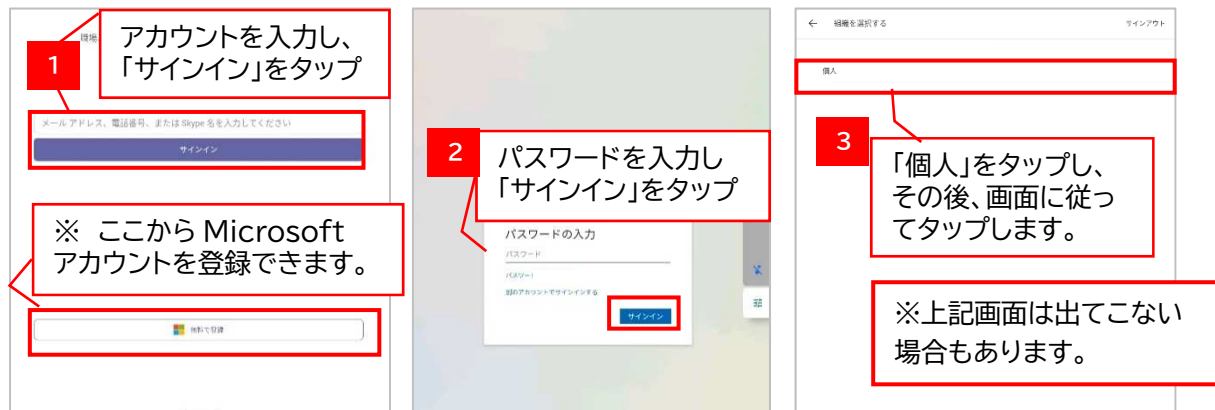 1
アカウントを入力し、
「サインイン」をタップ
メール アドレス、電話番号、または Skype 名を入力してください
サインイン
※ ここから Microsoft
アカウントを登録できます。
無料で登録
2
パスワードを入力し
「サインイン」をタップ
パスワードの入力
パスワード
別のアカウントでサインインする
サインイン
← 組織を選択する サインアウト
個人
3
「個人」をタップし、
その後、画面に従っ
てタップします。
※上記画面は出てこない
場合もあります。